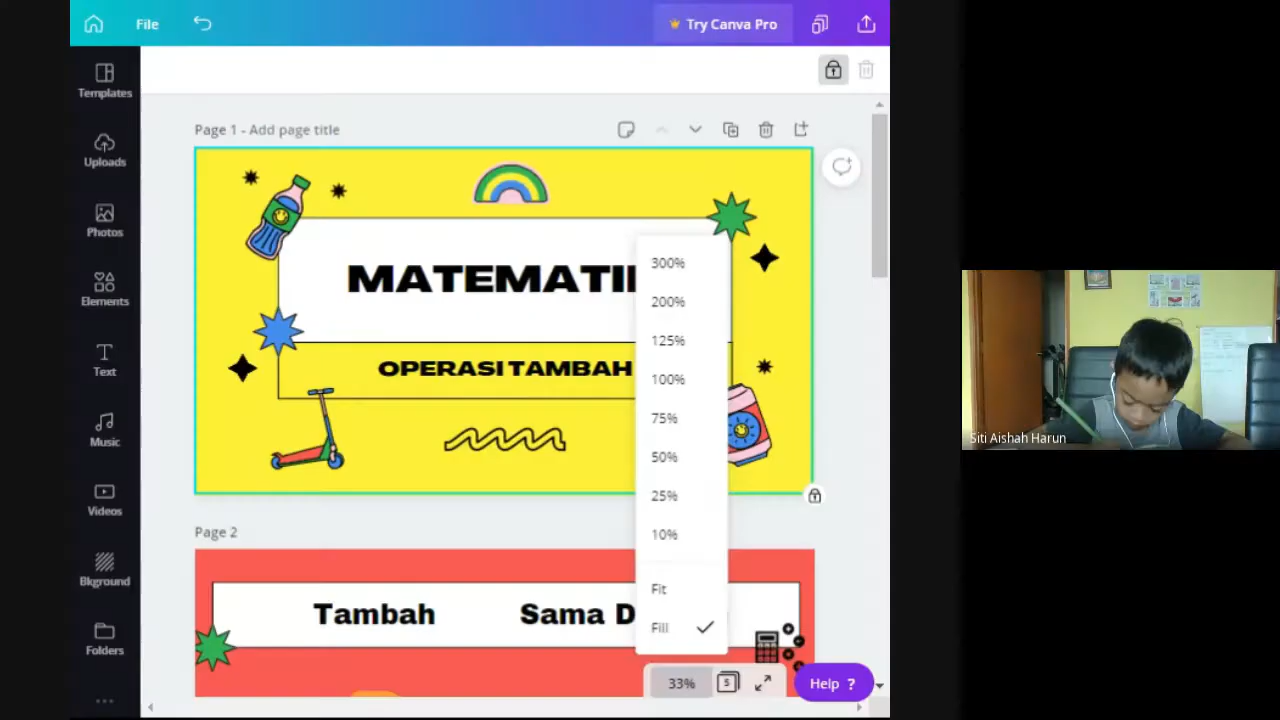 File
Try Canva Pro
Templates
Uploads
Photos
Elements
Text
Music
Videos
Bkground
Folders
Page 1 - Add page title
MATEMATI
OPERASI TAMBAH
300%
200%
125%
100%
75%
50%
25%
10%
Fit
Fill
Page 2
Tambah Sama D
33%
5
Help ?
Siti Aishah Harun